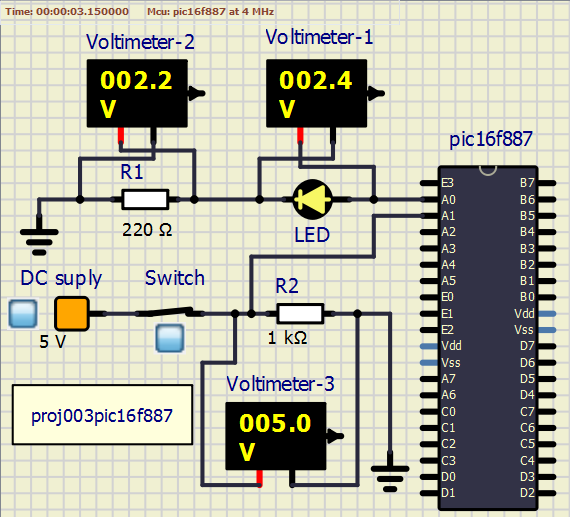 Time: 00:00:03.150000 Mcu: pic16f887 at 4 MHz
Voltimeter-2
Voltimeter-1
002.2
V
002.4
V
pic16f887
R1
220 Ω
LED
DC suply
Switch
R2
5 V
1 kΩ
Voltimeter-3
005.0
V
proj003pic16f887
E3 B7
A0 B6
A1 B5
A2 B4
A3 B3
A4 B2
A5 B1
E0 B0
E1 Vdd
E2 Vss
Vdd D7
Vss D6
A7 D5
A6 D4
C0 C7
C1 C6
C2 C5
C3 C4
D0 D3
D1 D2